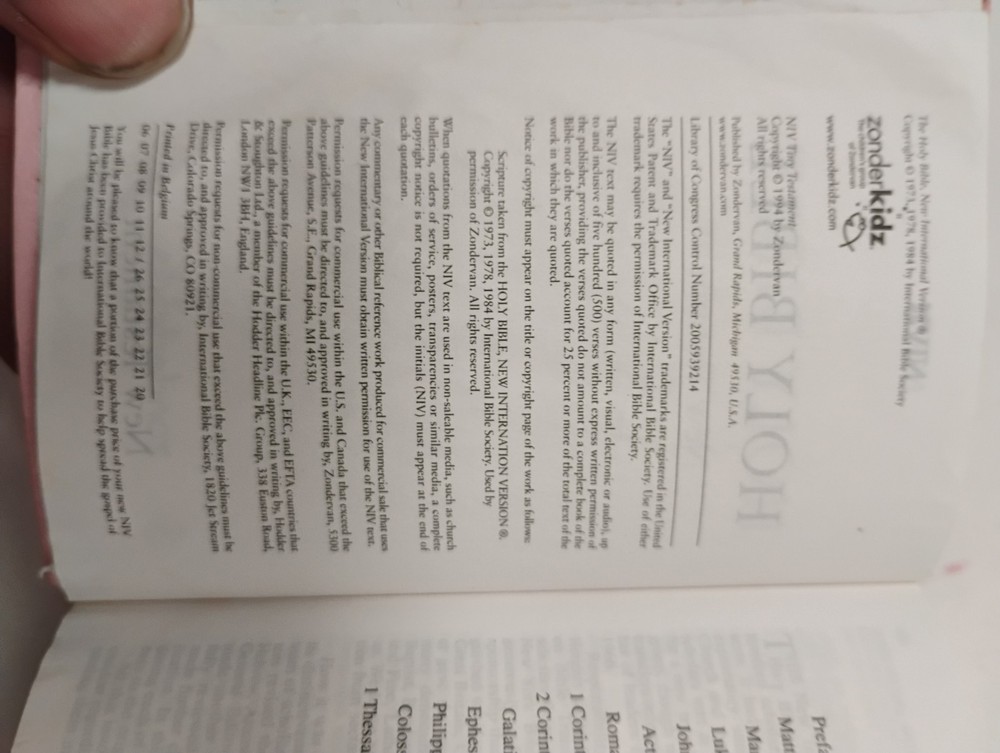 The Holy Bible, New International Version®
Copyright © 1973, 1978, 1984 by International Bible Society
zonderkidz
The children's group
of Zondervan
www.zonderkidz.com
NIV Tiny Testament
Copyright © 1994 by Zondervan
All rights reserved
Published by Zondervan, Grand Rapids, Michigan 49530, U.S.A.
www.zondervan.com
Library of Congress Control Number 2005939214
The "NIV" and "New International Version" trademarks are registered in the United
States Patent and Trademark Office by International Bible Society. Use of either
trademark requires the permission of International Bible Society.
The NIV text may be quoted in any form (written, visual, electronic or audio), up
to and inclusive of five hundred (500) verses without express written permission of
the publisher, providing the verses quoted do not amount to a complete book of the
Bible nor do the verses quoted account for 25 percent or more of the total text of the
work in which they are quoted.
Notice of copyright must appear on the title or copyright page of the work as follows:
Scripture taken from the HOLY BIBLE, NEW INTERNATION VERSION ®.
Copyright © 1973, 1978, 1984 by International Bible Society. Used by
permission of Zondervan. All rights reserved.
When quotations from the NIV text are used in non-saleable media, such as church
bulletins, orders of service, posters, transparencies or similar media, a complete
copyright notice is not required, but the initials (NIV) must appear at the end of
each quotation.
Any commentary or other Biblical reference work produced for commercial sale that uses
the New International Version must obtain written permission for use of the NIV text.
Permission requests for commercial use within the U.S. and Canada that exceed the
above guidelines must be directed to, and approved in writing by, Zondervan, 5300
Patterson Avenue, S.E., Grand Rapids, MI 49530.
Permission requests for commercial use within the U.K., EEC, and EFTA countries that
exceed the above guidelines must be directed to, and approved in writing by, Hodder
& Stoughton Ltd., a member of the Hodder Headline Plc. Group, 338 Euston Road,
London NW1 3BH, England.
Permission requests for non-commercial use that exceed the above guidelines must be
directed to, and approved in writing by, International Bible Society, 1820 Jet Stream
Drive, Colorado Springs, CO 80921.
Printed in Belgium
06 07 08 09 10 11 12 / 26 25 24 23 22 21 20
You will be pleased to know that a portion of the purchase price of your new NIV
Bible has been provided to International Bible Society to help spread the gospel of
Jesus Christ around the world!
HOLY BIBLE
Pref
Mat
Ma
Lul
Joh
Act
Rom
1 Corint
2 Corin
Galati
Ephes
Philipp
Coloss
1 Thessa